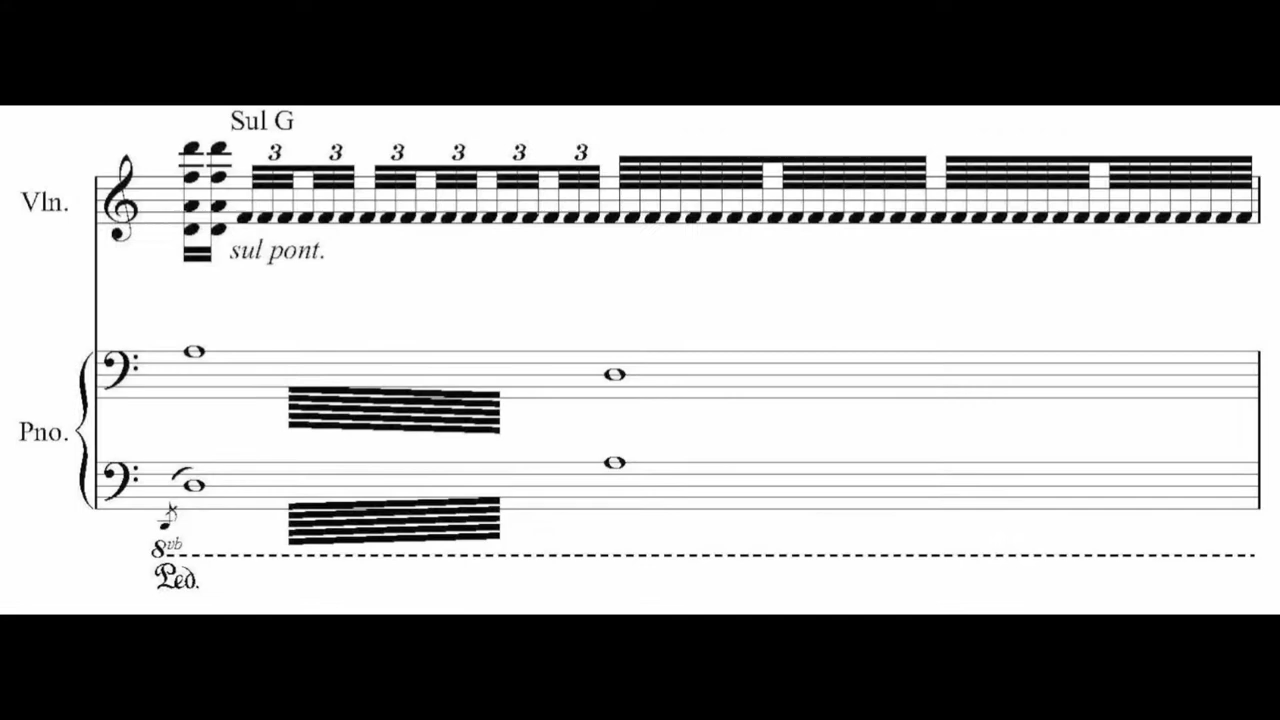 Sul G
3 3 3 3 3 3
Vln.
sul pont.
Pno.
8vb
Ped.